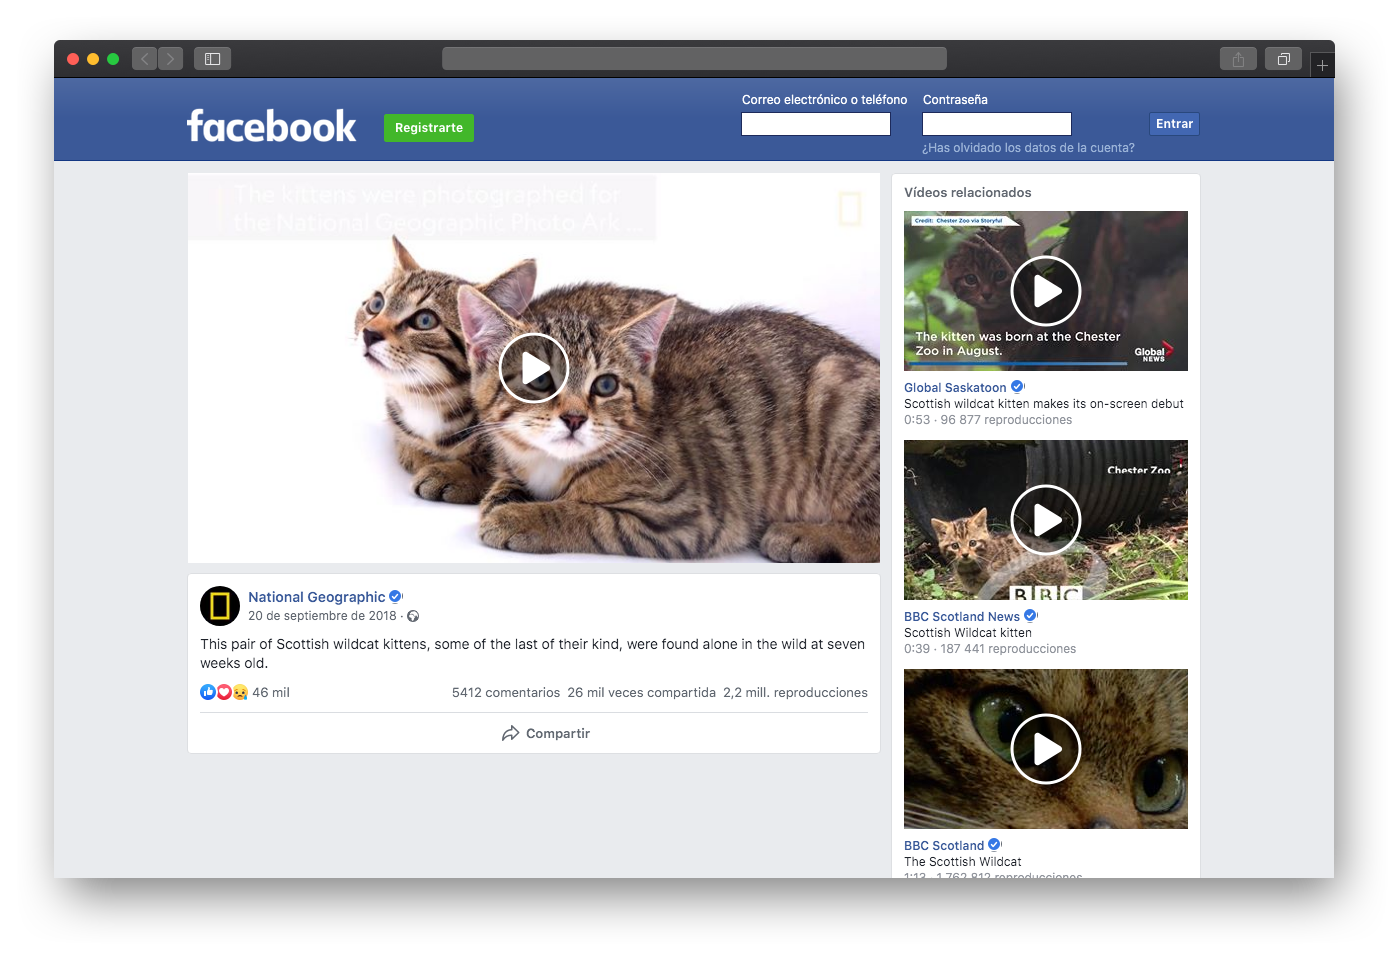 facebook
Registrarte
Correo electrónico o teléfono
Contraseña
Entrar
¿Has olvidado los datos de la cuenta?
The kittens were photographed for
the National Geographic Photo Ark...
National Geographic
20 de septiembre de 2018 ·
This pair of Scottish wildcat kittens, some of the last of their kind, were found alone in the wild at seven
weeks old.
46 mil
5412 comentarios 26 mil veces compartida 2,2 mill. reproducciones
Compartir
Vídeos relacionados
Credit: Chester Zoo via Storyful
The kitten was born at the Chester
Zoo in August.
Global
NEWS
Global Saskatoon
Scottish wildcat kitten makes its on-screen debut
0:53 · 96 877 reproducciones
Chester Zoo
BBC
BBC Scotland News
Scottish Wildcat kitten
0:39 · 187 441 reproducciones
BBC Scotland
The Scottish Wildcat
1:13 · 1 762 812 reproducciones